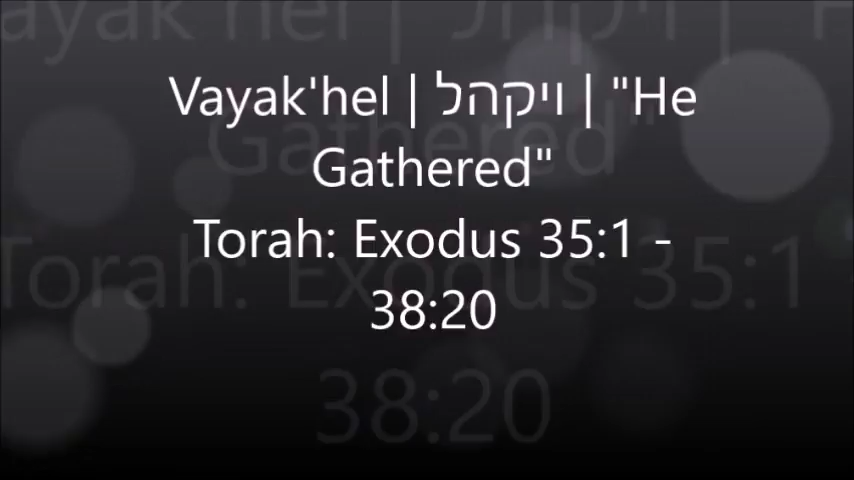 Vayak'hel | ויקהל | "He
Gathered"
Torah: Exodus 35:1 -
38:20